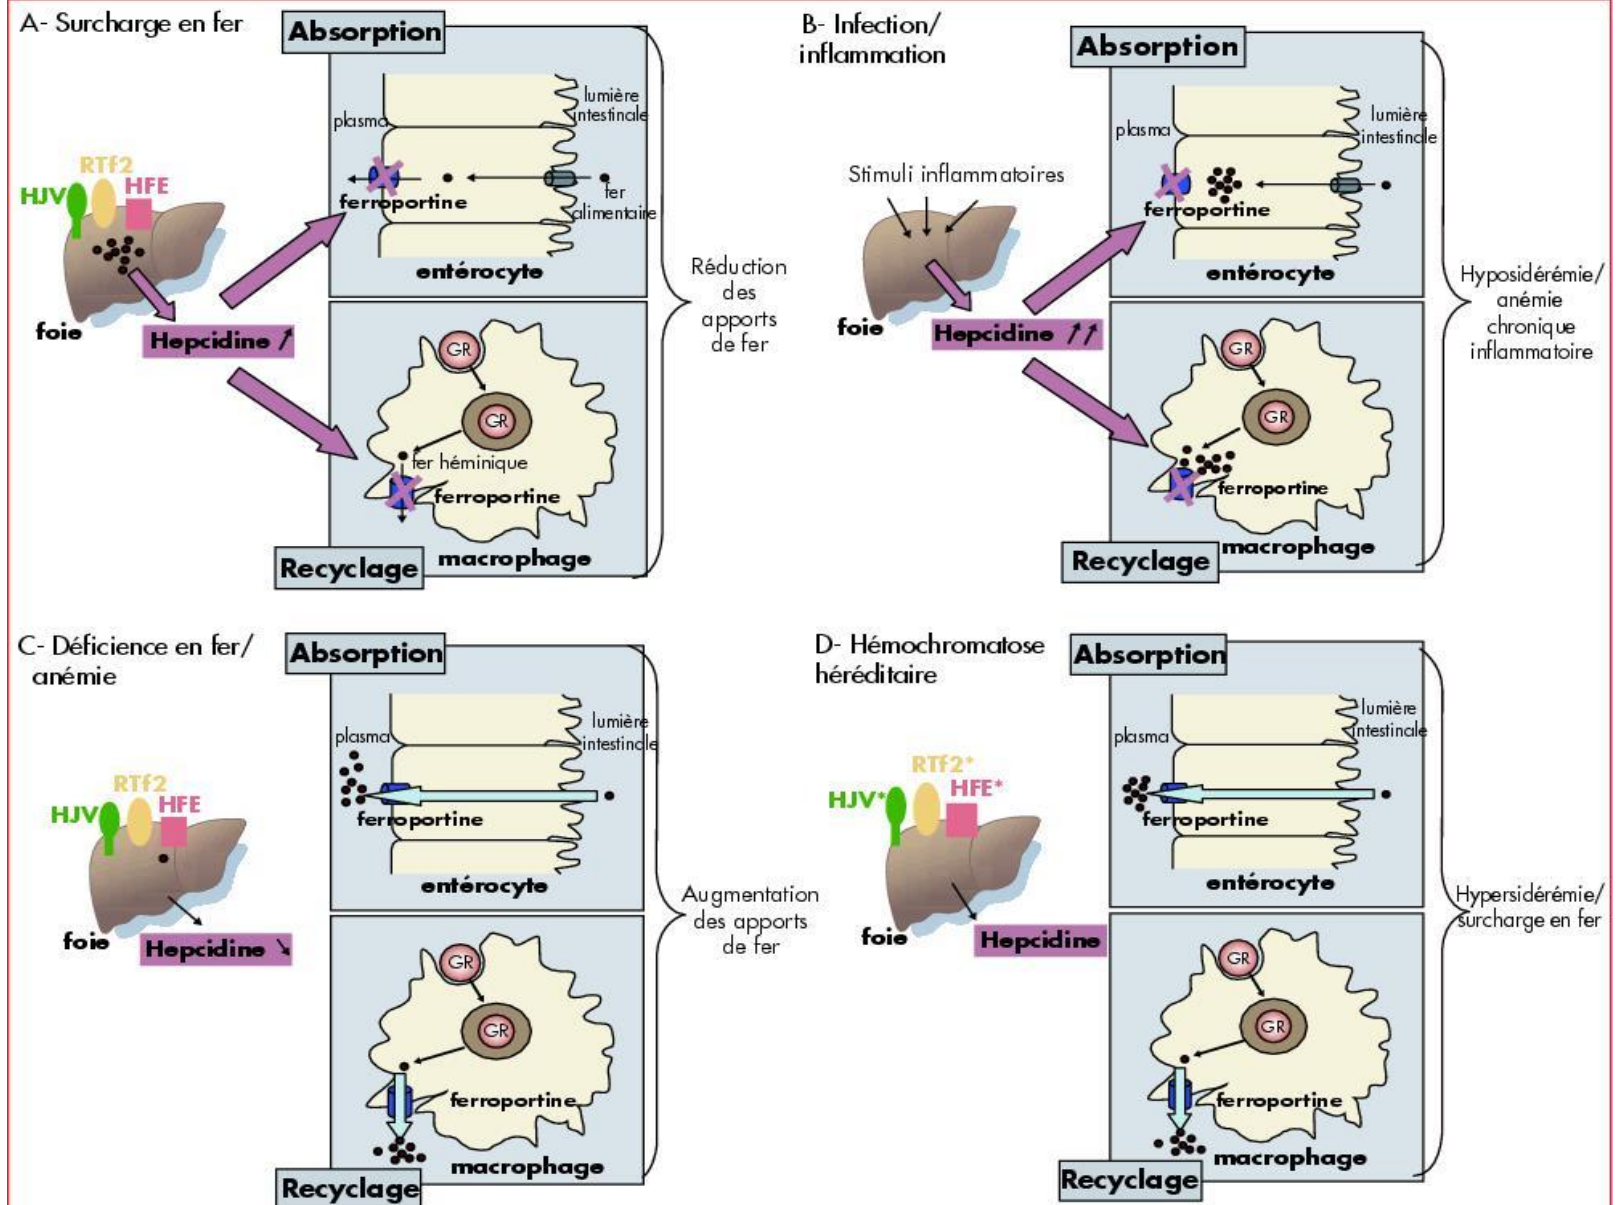 A- Surcharge en fer
Absorption
plasma
lumière
intestinale
RTf2
HJV
HFE
ferroportine
fer
alimentaire
entérocyte
foie
Hepcidine ↗
Réduction
des
apports
de fer
GR
GR
fer héminique
ferroportine
macrophage
Recyclage
B- Infection/
inflammation
Absorption
plasma
lumière
intestinale
Stimuli inflammatoires
ferroportine
entérocyte
foie
Hepcidine ↗↗
Hyposidérémie/
anémie
chronique
inflammatoire
GR
GR
ferroportine
macrophage
Recyclage
C- Déficience en fer/
anémie
Absorption
plasma
lumière
intestinale
RTf2
HJV
HFE
ferroportine
entérocyte
foie
Hepcidine ↘
Augmentation
des apports
de fer
GR
GR
ferroportine
macrophage
Recyclage
D- Hémochromatose
héréditaire
Absorption
plasma
lumière
intestinale
RTf2*
HJV*
HFE*
ferroportine
entérocyte
foie
Hepcidine
Hypersidérémie/
surcharge en fer
GR
GR
ferroportine
macrophage
Recyclage